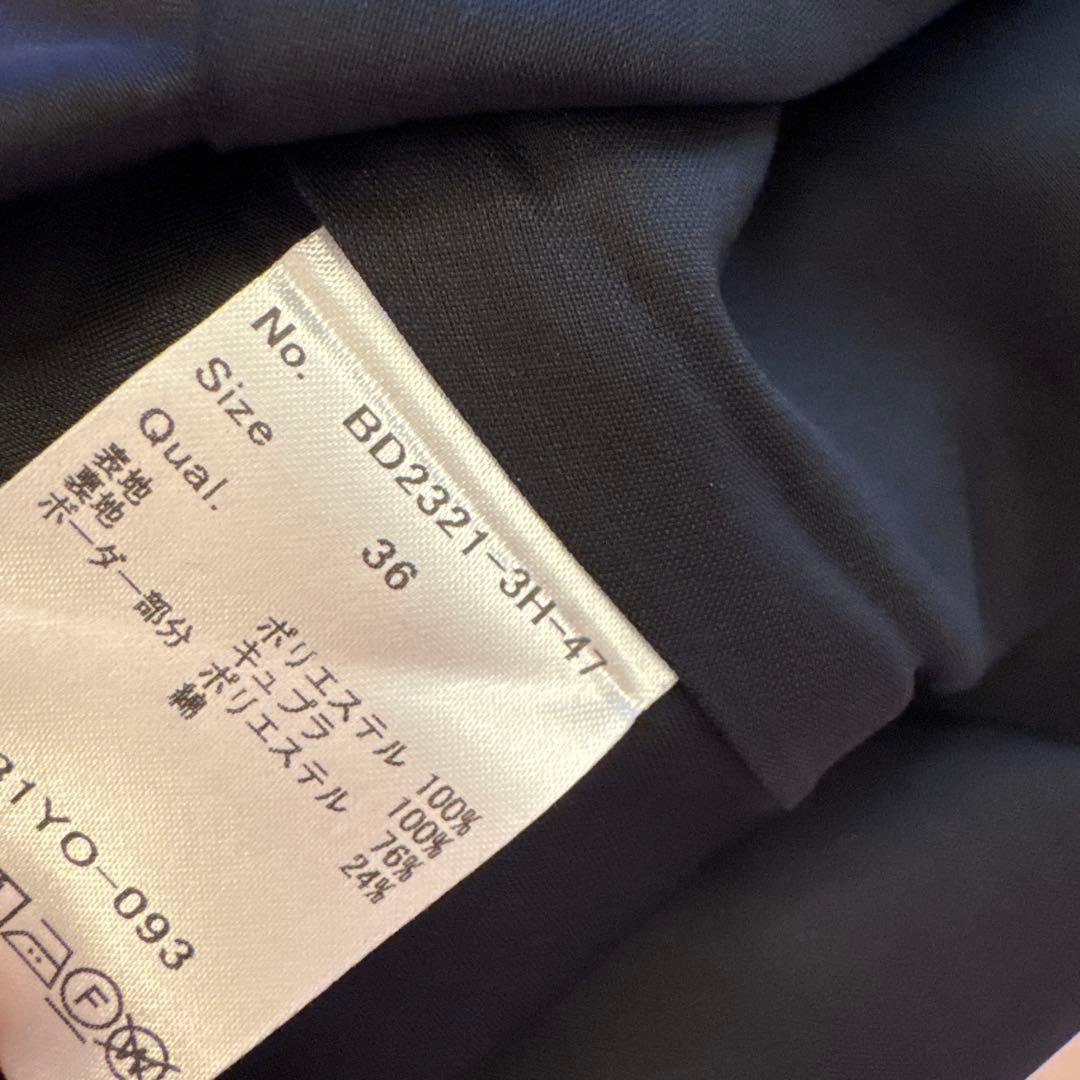 No. BD2321-3H-47
Size 36
Qual.
表地 ポリエステル 100%
裏地 キュプラ 100%
ボーダー部分 ポリエステル 76%
綿 24%
31YO-093
F
W